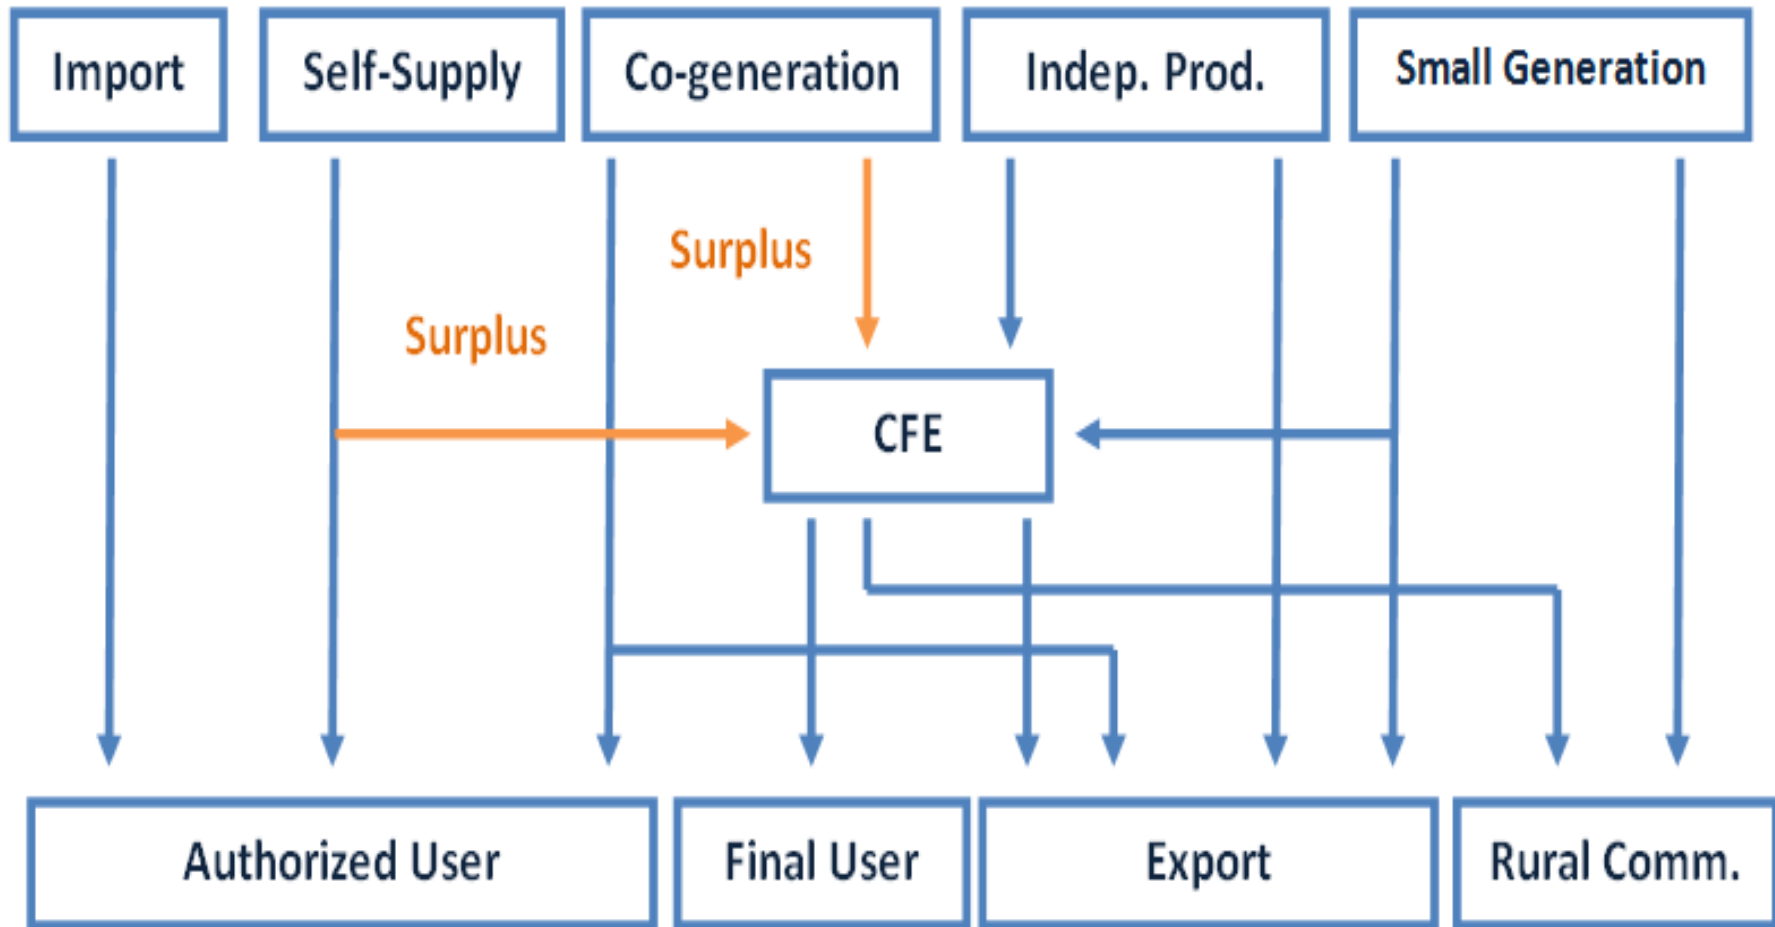 Import
Self-Supply
Co-generation
Indep. Prod.
Small Generation
Surplus
Surplus
CFE
Authorized User
Final User
Export
Rural Comm.